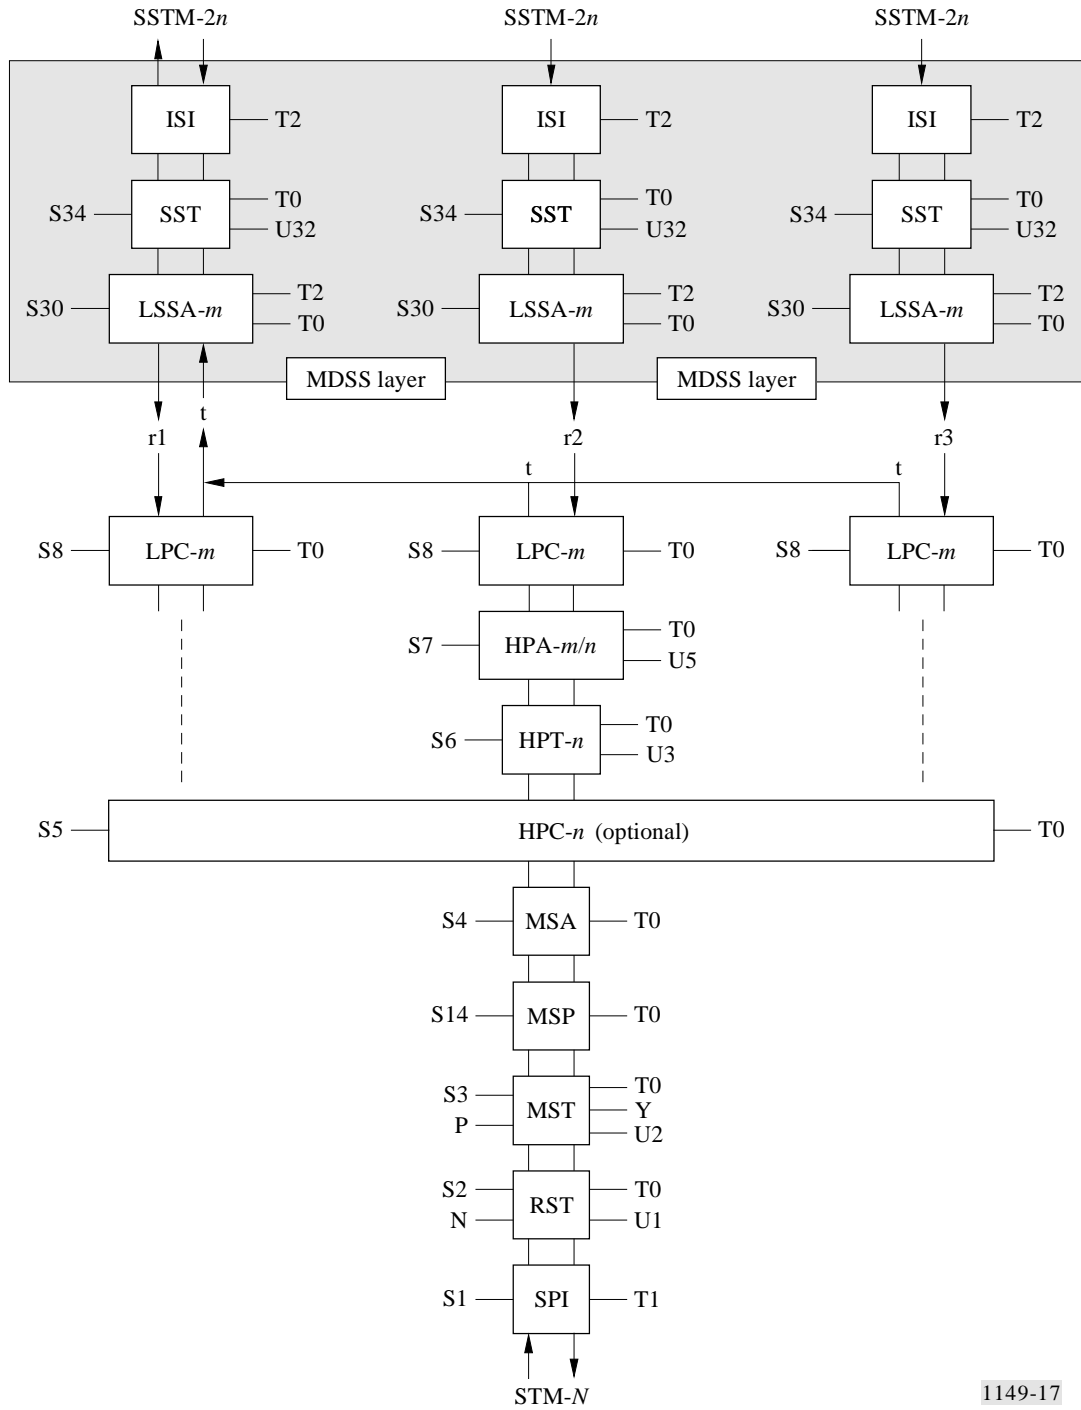 SSTM-2n SSTM-2n SSTM-2n
ISI T2 ISI T2 ISI T2
S34 SST T0 U32 S34 SST T0 U32 S34 SST T0 U32
S30 LSSA-m T2 T0 S30 LSSA-m T2 T0 S30 LSSA-m T2 T0
MDSS layer MDSS layer
r1 t r2 r3
t t
S8 LPC-m T0 S8 LPC-m T0 S8 LPC-m T0
S7 HPA-m/n T0 U5
S6 HPT-n T0 U3
S5 HPC-n (optional) T0
S4 MSA T0
S14 MSP T0
S3 P MST T0 Y U2
S2 N RST T0 U1
S1 SPI T1
STM-N
1149-17